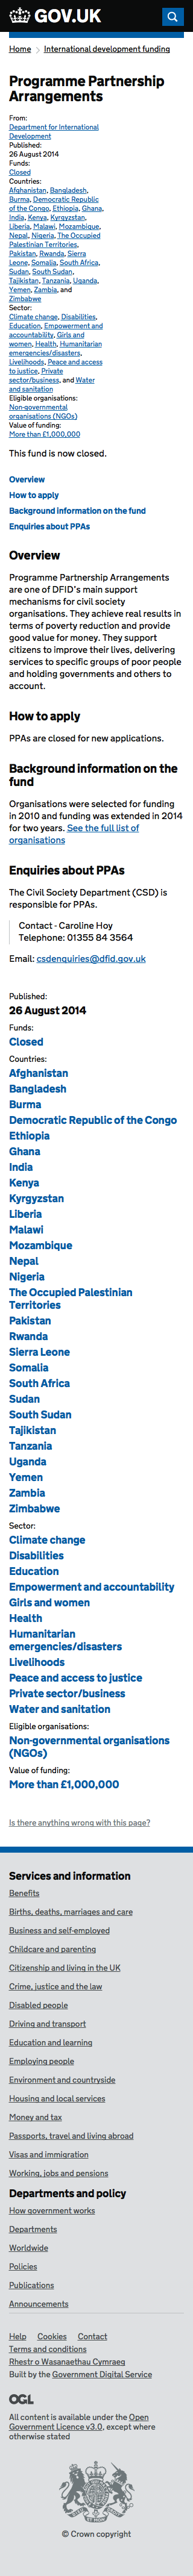 GOV.UK
Home
International development funding
Programme Partnership
Arrangements
From:
Department for International
Development
Published:
26 August 2014
Funds:
Closed
Countries:
Afghanistan, Bangladesh,
Burma, Democratic Republic
of the Congo, Ethiopia, Ghana,
India, Kenya, Kyrgyzstan,
Liberia, Malawi, Mozambique,
Nepal, Nigeria, The Occupied
Palestinian Territories,
Pakistan, Rwanda, Sierra
Leone, Somalia, South Africa,
Sudan, South Sudan,
Tajikistan, Tanzania, Uganda,
Yemen, Zambia, and
Zimbabwe
Sector:
Climate change, Disabilities,
Education, Empowerment and
accountability, Girls and
women, Health, Humanitarian
emergencies/disasters,
Livelihoods, Peace and access
to justice, Private
sector/business, and Water
and sanitation
Eligible organisations:
Non-governmental
organisations (NGOs)
Value of funding:
More than £1,000,000
This fund is now closed.
Overview
How to apply
Background information on the fund
Enquiries about PPAs
Overview
Programme Partnership Arrangements
are one of DFID's main support
mechanisms for civil society
organisations. They achieve real results in
terms of poverty reduction and provide
good value for money. They support
citizens to improve their lives, through
delivering services to specific groups of
poor people not normally reached by
services to specific groups of poor people
not normally reached and advocating for
wider government, health and
education.
How to apply
PPAs are closed for new applications.
Background information on the
fund
Organisations were selected for funding
in 2010 and funding was extended in 2014
for two years. See the full list of
organisations
Enquiries about PPAs
The Civil Society Department (CSD) is
responsible for PPAs.
Contact - Caroline Hoy
Telephone: 01355 84 3564
Email: csdenquiries@dfid.gov.uk
Published:
26 August 2014
Funds:
Closed
Countries:
Afghanistan
Bangladesh
Burma
Democratic Republic of the Congo
Ethiopia
Ghana
India
Kenya
Kyrgyzstan
Liberia
Malawi
Mozambique
Nepal
Nigeria
The Occupied Palestinian
Territories
Pakistan
Rwanda
Sierra Leone
Somalia
South Africa
Sudan
South Sudan
Tajikistan
Tanzania
Uganda
Yemen
Zambia
Zimbabwe
Sector:
Climate change
Disabilities
Education
Empowerment and accountability
Girls and women
Health
Humanitarian
emergencies/disasters
Livelihoods
Peace and access to justice
Private sector/business
Water and sanitation
Eligible organisations:
Non-governmental organisations
(NGOs)
Value of funding:
More than £1,000,000
Is there anything wrong with this page?
Services and information
Benefits
Births, deaths, marriages and care
Business and self-employed
Childcare and parenting
Citizenship and living in the UK
Crime, justice and the law
Disabled people
Driving and transport
Education and learning
Employing people
Environment and countryside
Housing and local services
Money and tax
Passports, travel and living abroad
Visas and immigration
Working, jobs and pensions
Departments and policy
How government works
Departments
Worldwide
Policies
Publications
Announcements
Help Cookies Contact
Terms and conditions
Rhestr o Wasanaethau Cymraeg
Built by the Government Digital Service
OGL
All content is available under the Open
Government Licence v3.0, except where
otherwise stated
© Crown copyright